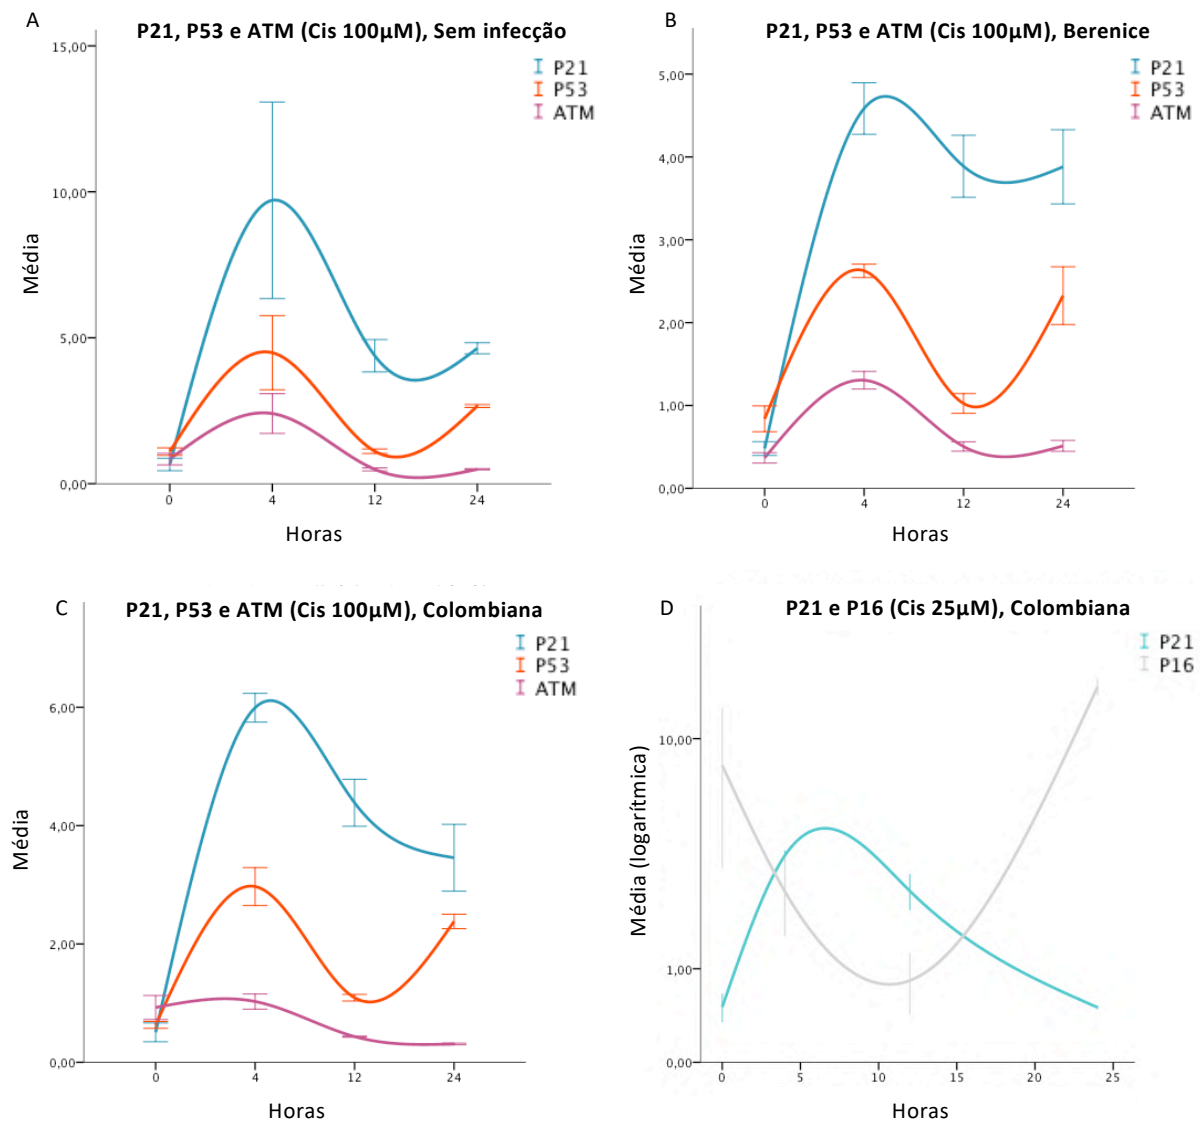 A
P21, P53 e ATM (Cis 100µM), Sem infecção
P21
P53
ATM
15,00
10,00
5,00
0,00
Média
0 4 12 24
Horas
B
P21, P53 e ATM (Cis 100µM), Berenice
P21
P53
ATM
5,00
4,00
3,00
2,00
1,00
0,00
Média
0 4 12 24
Horas
C
P21, P53 e ATM (Cis 100µM), Colombiana
P21
P53
ATM
6,00
4,00
2,00
0,00
Média
0 4 12 24
Horas
D
P21 e P16 (Cis 25µM), Colombiana
P21
P16
10,00
1,00
0,00
Média (logarítmica)
0 5 10 15 20 25
Horas